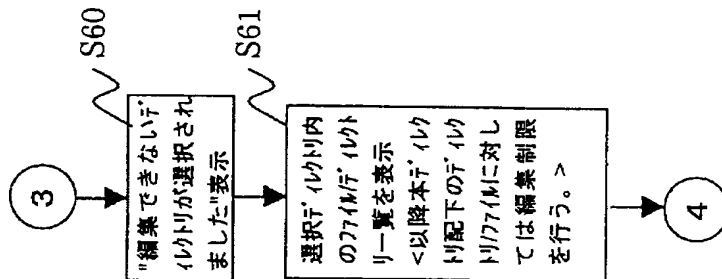 3
S60
"編集できないデ
ィレクトリが選択され
ました"表示
S61
選択ディレクトリ内
のファイル/ディレクト
リ一覧を表示
<以降本ディレク
トリ配下のディレク
トリ/ファイルに対し
ては編集制限
を行う。>
4